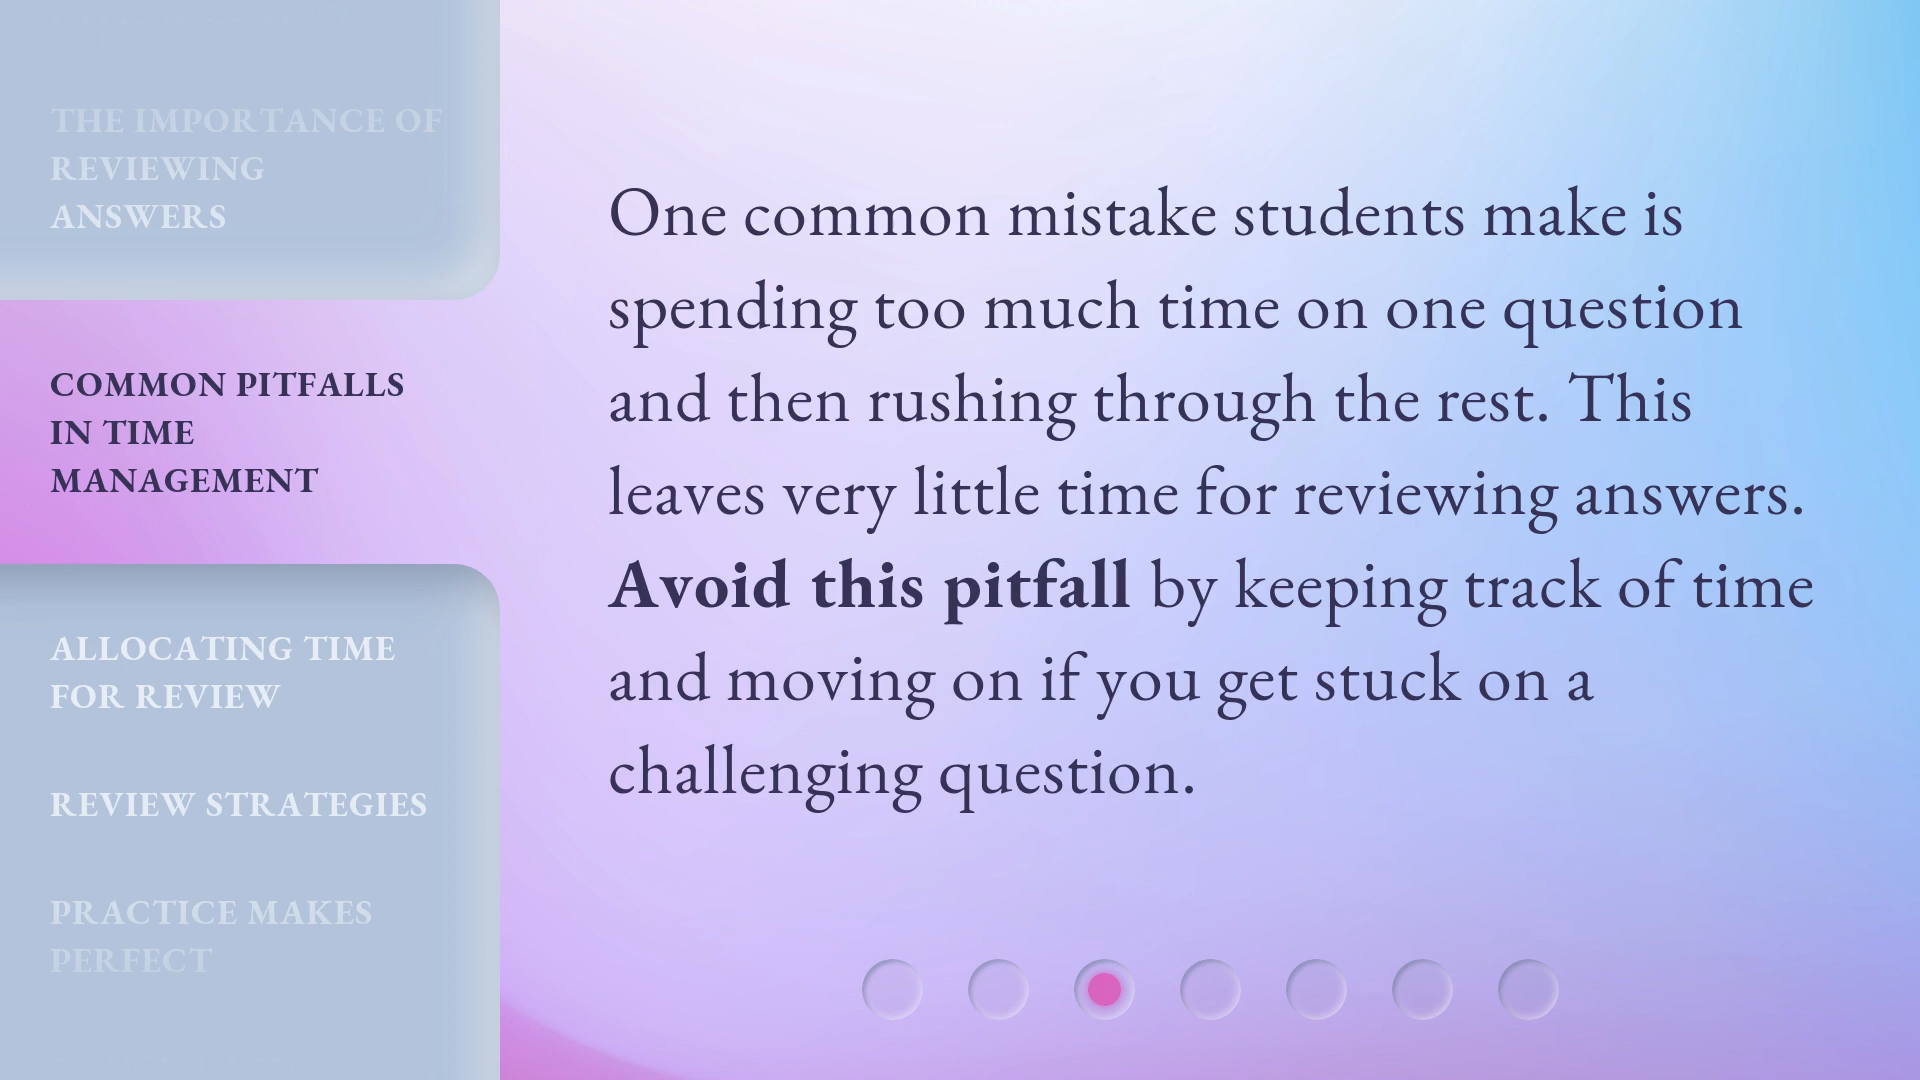 THE IMPORTANCE OF
REVIEWING
ANSWERS
COMMON PITFALLS
IN TIME
MANAGEMENT
ALLOCATING TIME
FOR REVIEW
REVIEW STRATEGIES
PRACTICE MAKES
PERFECT
One common mistake students make is
spending too much time on one question
and then rushing through the rest. This
leaves very little time for reviewing answers.
Avoid this pitfall by keeping track of time
and moving on if you get stuck on a
challenging question.